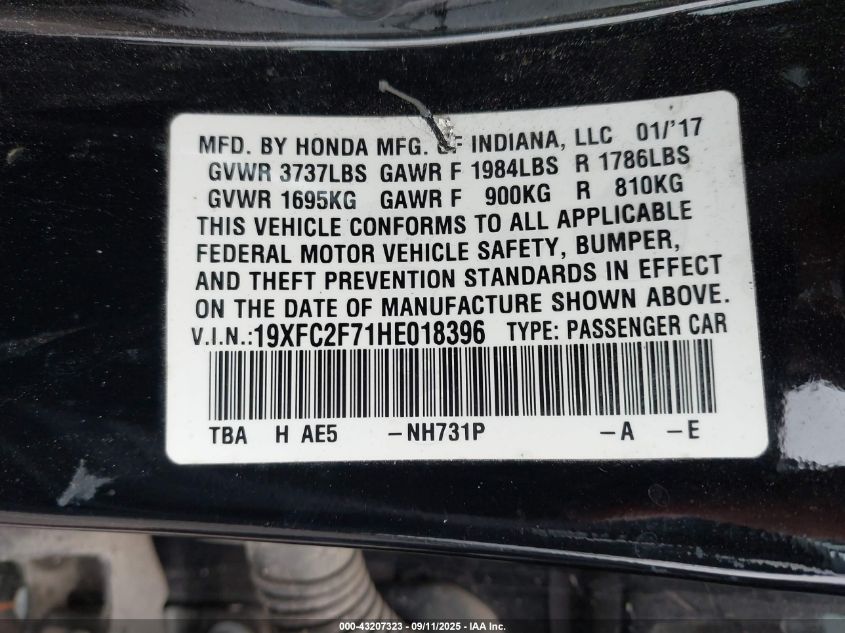 MFD. BY HONDA MFG. OF INDIANA, LLC 01/'17
GVWR 3737LBS GAWR F 1984LBS R 1786LBS
GVWR 1695KG GAWR F 900KG R 810KG
THIS VEHICLE CONFORMS TO ALL APPLICABLE
FEDERAL MOTOR VEHICLE SAFETY, BUMPER,
AND THEFT PREVENTION STANDARDS IN EFFECT
ON THE DATE OF MANUFACTURE SHOWN ABOVE.
V.I.N.:19XFC2F71HE018396 TYPE: PASSENGER CAR
TBA H AE5 -NH731P -A -E
000-43207323 - 09/11/2025 - IAA Inc.